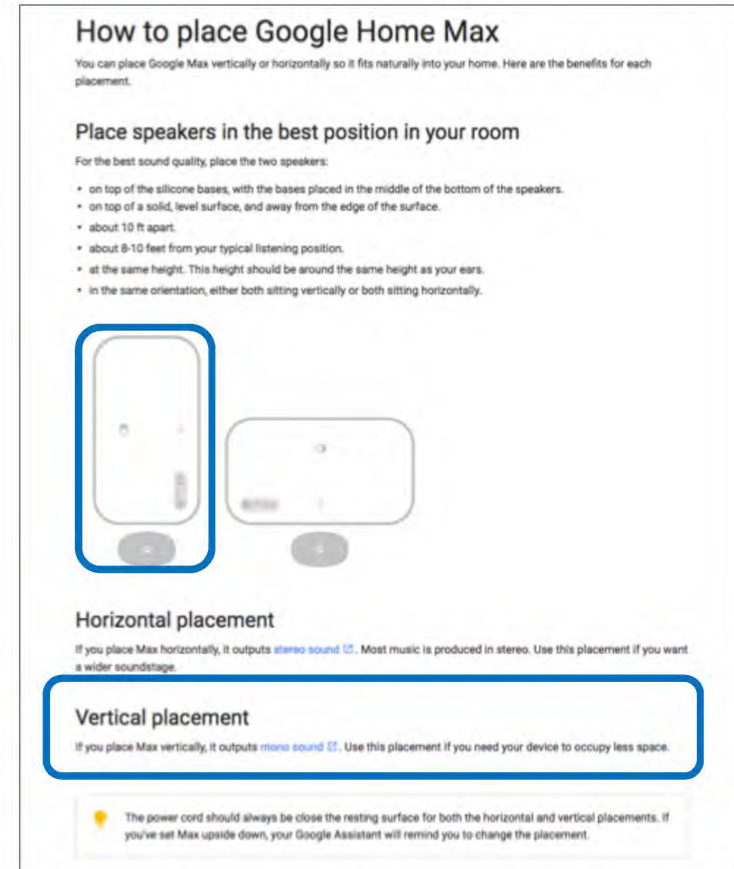 How to place Google Home Max
You can place Google Max vertically or horizontally so it fits naturally into your home. Here are the benefits for each
placement.
Place speakers in the best position in your room
For the best sound quality, place the two speakers:
• on top of the silicone bases, with the bases placed in the middle of the bottom of the speakers.
• on top of a solid, level surface, and away from the edge of the surface.
• about 10 ft apart.
• about 8-10 feet from your typical listening position.
• at the same height. This height should be around the same height as your ears.
• in the same orientation, either both sitting vertically or both sitting horizontally.
Horizontal placement
If you place Max horizontally, it outputs stereo sound. Most music is produced in stereo. Use this placement if you want
a wider soundstage.
Vertical placement
If you place Max vertically, it outputs mono sound. Use this placement if you need your device to occupy less space.
The power cord should always be close the resting surface for both the horizontal and vertical placements. If
you've set Max upside down, your Google Assistant will remind you to change the placement.